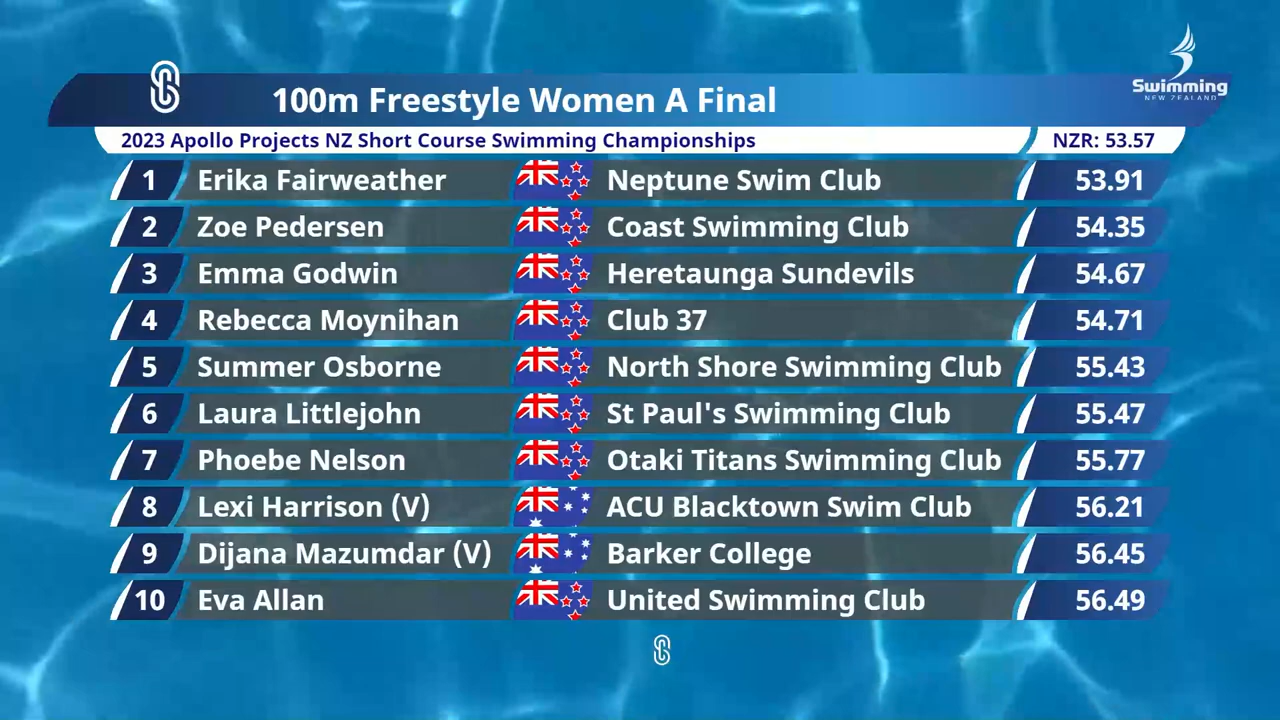 100m Freestyle Women A Final
Swimming
NEW ZEALAND
2023 Apollo Projects NZ Short Course Swimming Championships NZR: 53.57
1 Erika Fairweather Neptune Swim Club 53.91
2 Zoe Pedersen Coast Swimming Club 54.35
3 Emma Godwin Heretaunga Sundevils 54.67
4 Rebecca Moynihan Club 37 54.71
5 Summer Osborne North Shore Swimming Club 55.43
6 Laura Littlejohn St Paul's Swimming Club 55.47
7 Phoebe Nelson Otaki Titans Swimming Club 55.77
8 Lexi Harrison (V) ACU Blacktown Swim Club 56.21
9 Dijana Mazumdar (V) Barker College 56.45
10 Eva Allan United Swimming Club 56.49